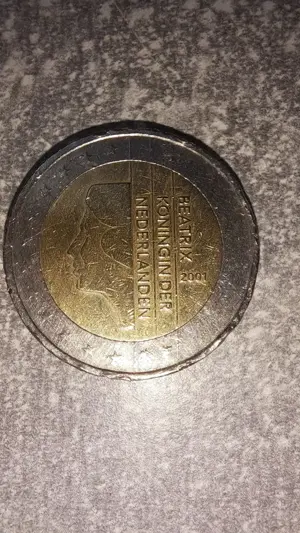 BEATRIX
KONINGIN DER
NEDERLANDEN
2001